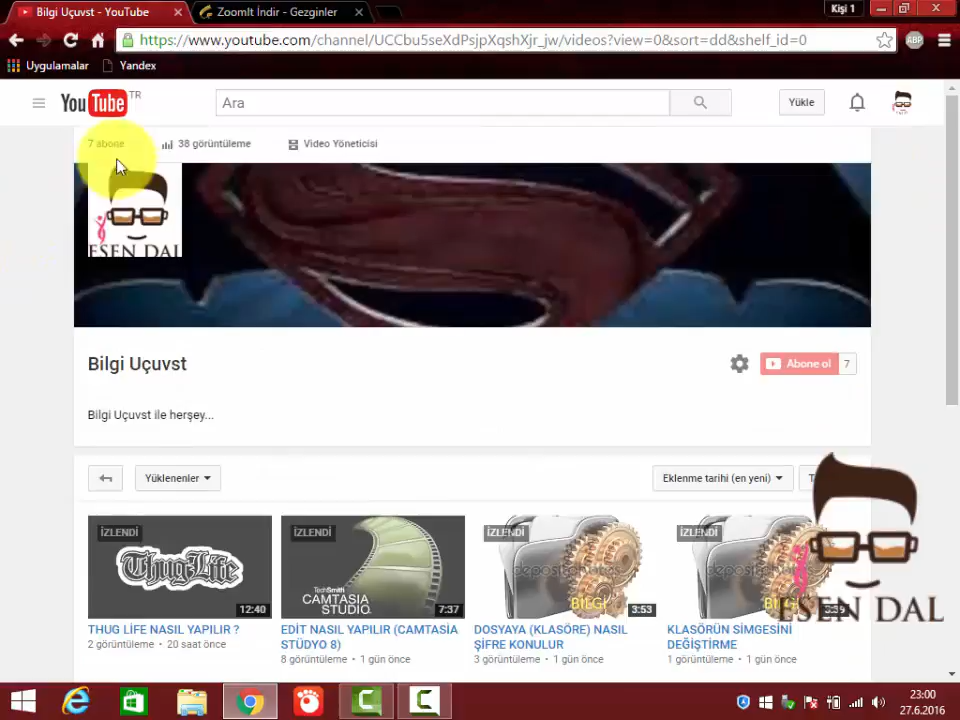 Bilgi Uçuvst - YouTube
ZoomIt İndir - Gezginler
Kişi 1
https://www.youtube.com/channel/UCCbu5seXdPsjpXqshXjr_jw/videos?view=0&sort=dd&shelf_id=0
ABP
Uygulamalar
Yandex
YouTube TR
Ara
Yükle
7 abone
38 görüntüleme
Video Yöneticisi
ESEN DAL
Bilgi Uçuvst
Abone ol 7
Bilgi Uçuvst ile herşey...
Yüklenenler
Eklenme tarihi (en yeni)
İZLENDİ
ThugLife
12:40
İZLENDİ
TechSmith
CAMTASIA
STUDIO.
7:37
İZLENDİ
depositphotos
BİLGİ
3:53
İZLENDİ
THUG LİFE NASIL YAPILIR ?
2 görüntüleme • 20 saat önce
EDİT NASIL YAPILIR (CAMTASİA
STÜDYO 8)
8 görüntüleme • 1 gün önce
DOSYAYA (KLASÖRE) NASIL
ŞİFRE KONULUR
3 görüntüleme • 1 gün önce
KLASÖRÜN SİMGESİNİ
DEĞİŞTİRME
1 görüntüleme • 1 gün önce
ESEN DAL
23:00
27.6.2016